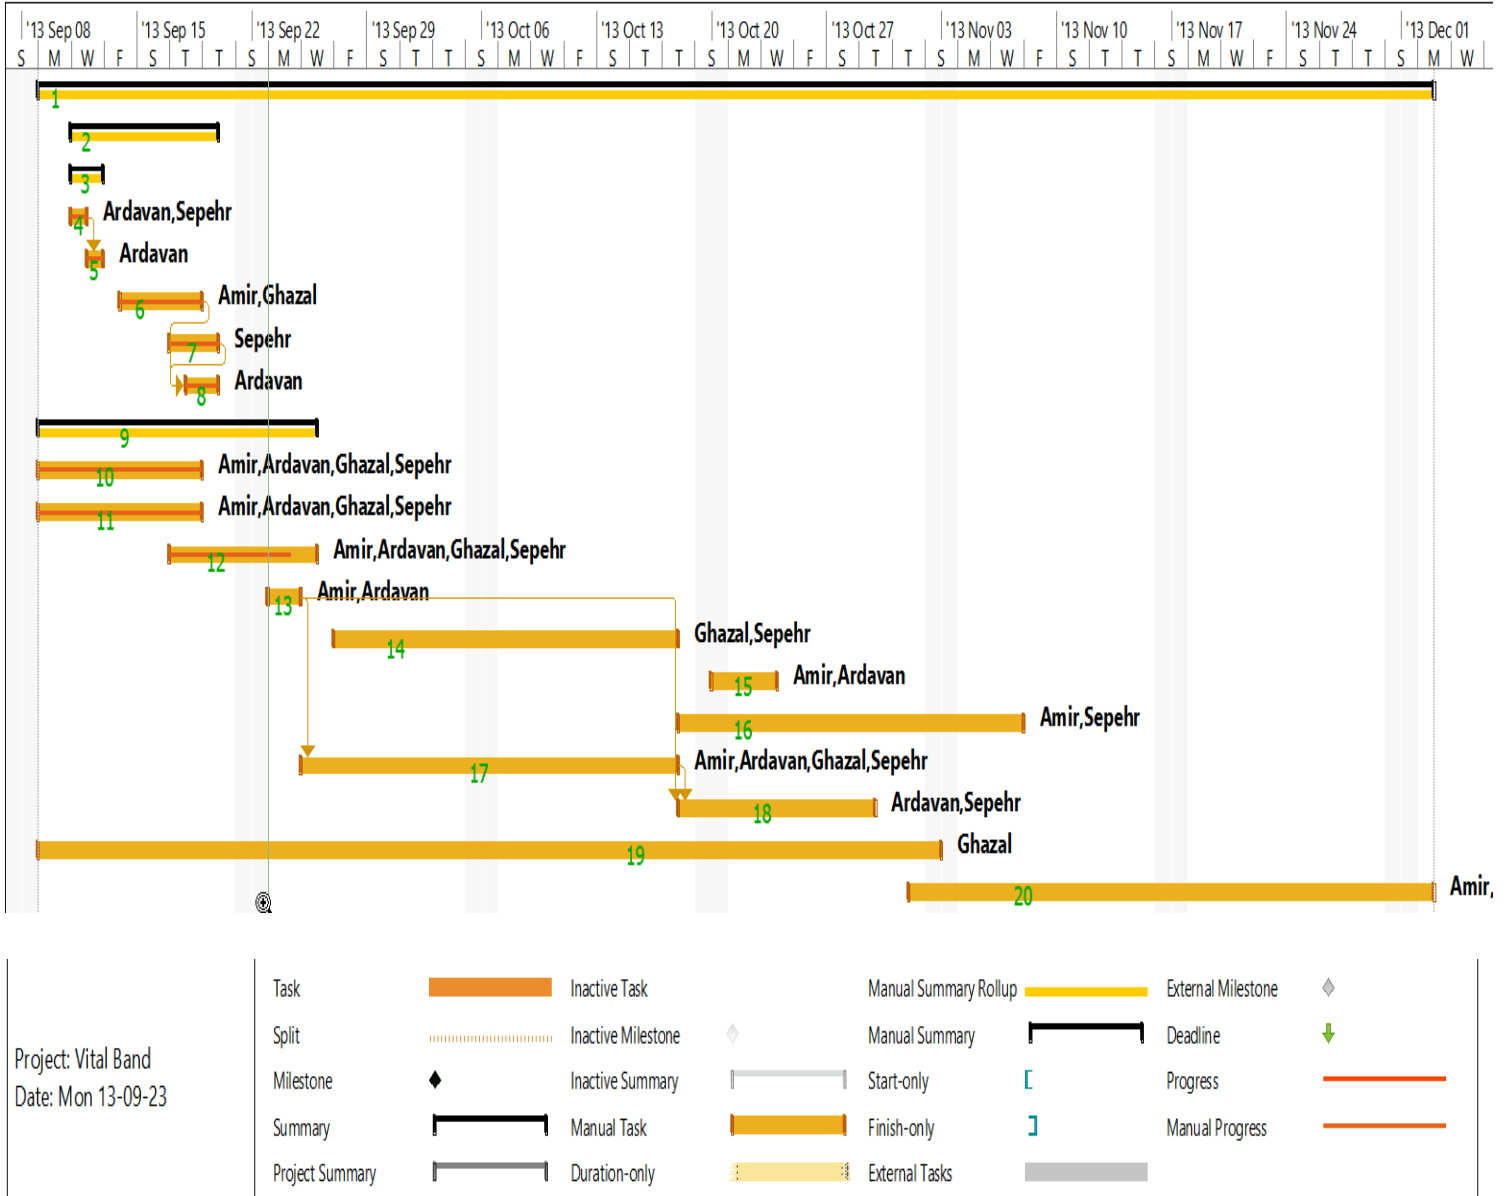 '13 Sep 08 '13 Sep 15 '13 Sep 22 '13 Sep 29 '13 Oct 06 '13 Oct 13 '13 Oct 20 '13 Oct 27 '13 Nov 03 '13 Nov 10 '13 Nov 17 '13 Nov 24 '13 Dec 01
S M W F S T T S M W F S T T S M W F S T T S M W F S T T S M W F S T T S M W F S T T S M W
1
2
3
4 Ardavan,Sepehr
5 Ardavan
6 Amir,Ghazal
7 Sepehr
8 Ardavan
9
10 Amir,Ardavan,Ghazal,Sepehr
11 Amir,Ardavan,Ghazal,Sepehr
12 Amir,Ardavan,Ghazal,Sepehr
13 Amir,Ardavan
14 Ghazal,Sepehr
15 Amir,Ardavan
16 Amir,Sepehr
17 Amir,Ardavan,Ghazal,Sepehr
18 Ardavan,Sepehr
19 Ghazal
20 Amir,
Project: Vital Band
Date: Mon 13-09-23
Task Inactive Task Manual Summary Rollup External Milestone
Split Inactive Milestone Manual Summary Deadline
Milestone Inactive Summary Start-only Progress
Summary Manual Task Finish-only Manual Progress
Project Summary Duration-only External Tasks